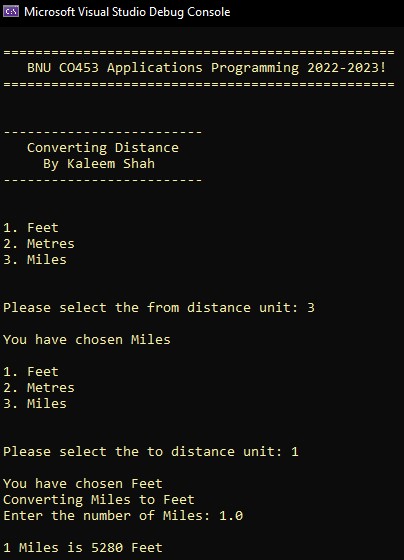 Microsoft Visual Studio Debug Console
=================================================
BNU CO453 Applications Programming 2022-2023!
=================================================
-------------------------
Converting Distance
By Kaleem Shah
-------------------------
1. Feet
2. Metres
3. Miles
Please select the from distance unit: 3
You have chosen Miles
1. Feet
2. Metres
3. Miles
Please select the to distance unit: 1
You have chosen Feet
Converting Miles to Feet
Enter the number of Miles: 1.0
1 Miles is 5280 Feet